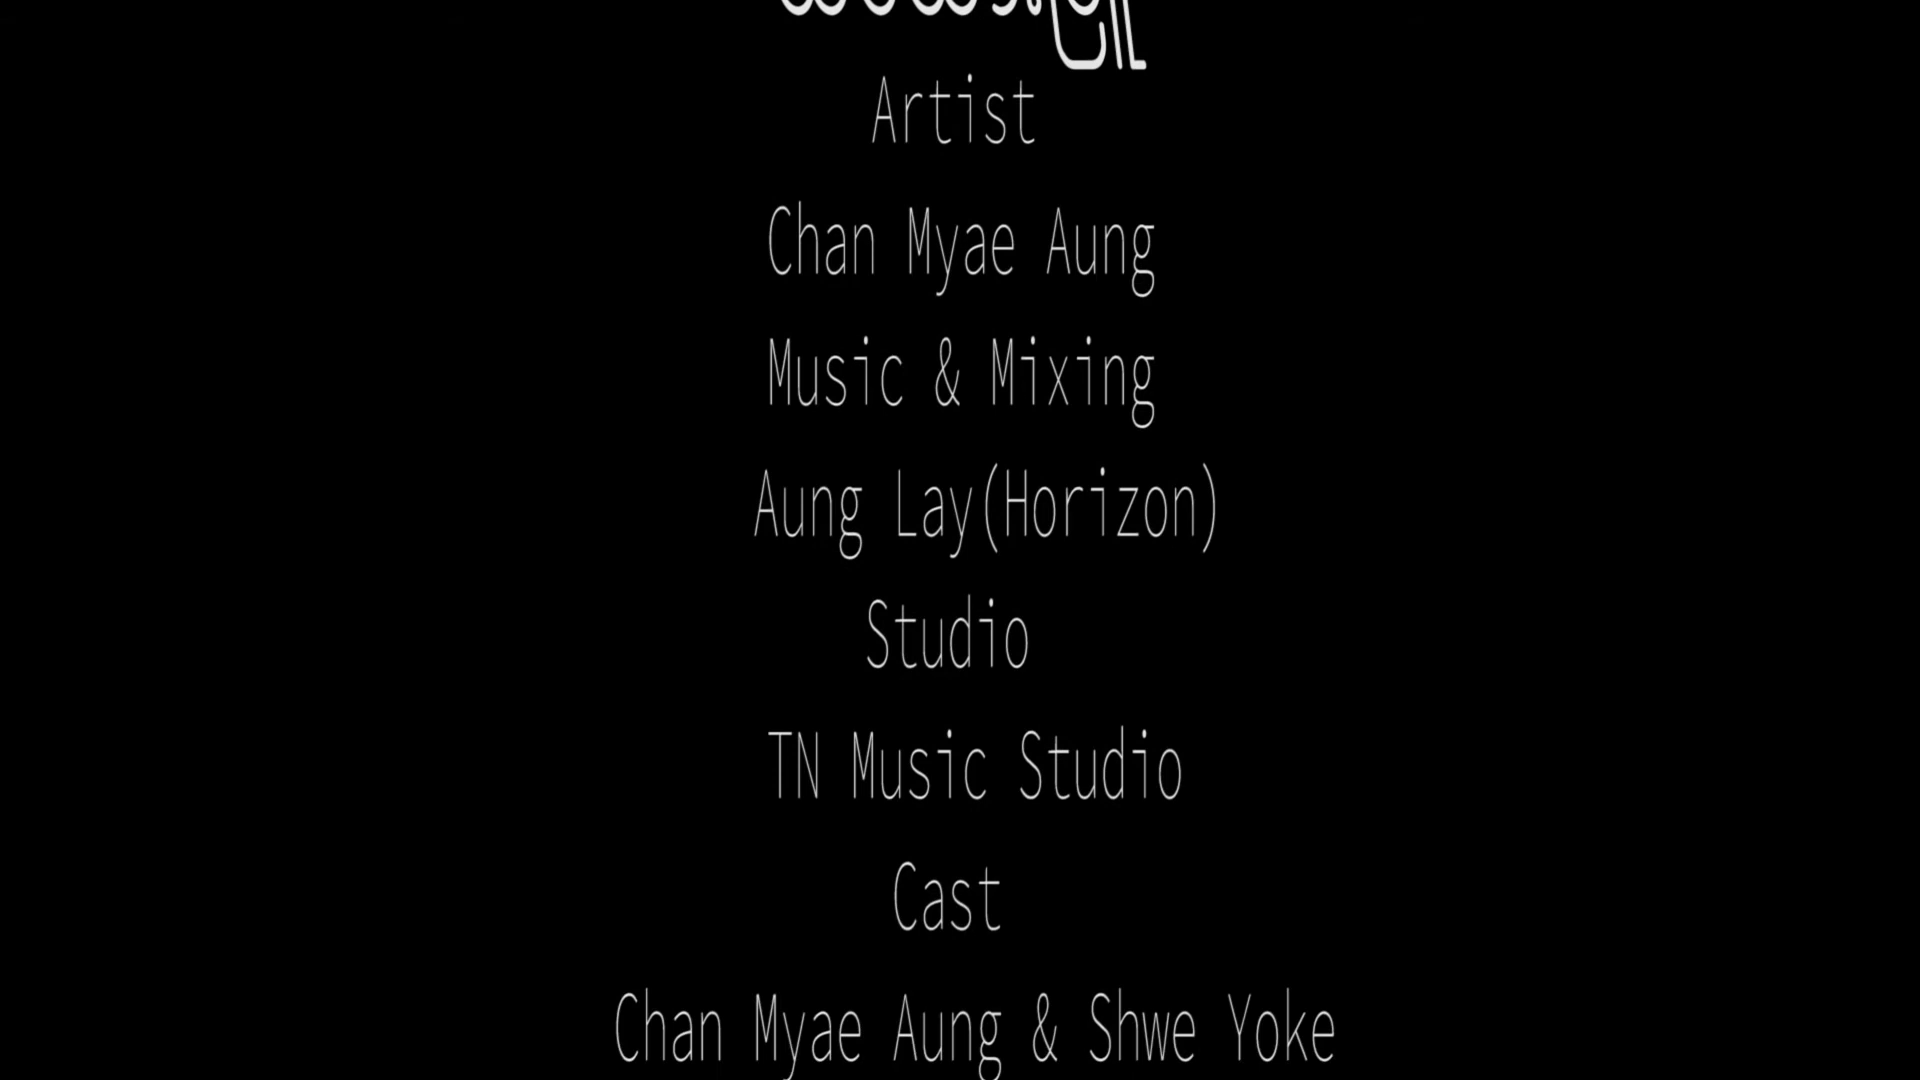 Artist
Chan Myae Aung
Music & Mixing
Aung Lay(Horizon)
Studio
TN Music Studio
Cast
Chan Myae Aung & Shwe Yoke